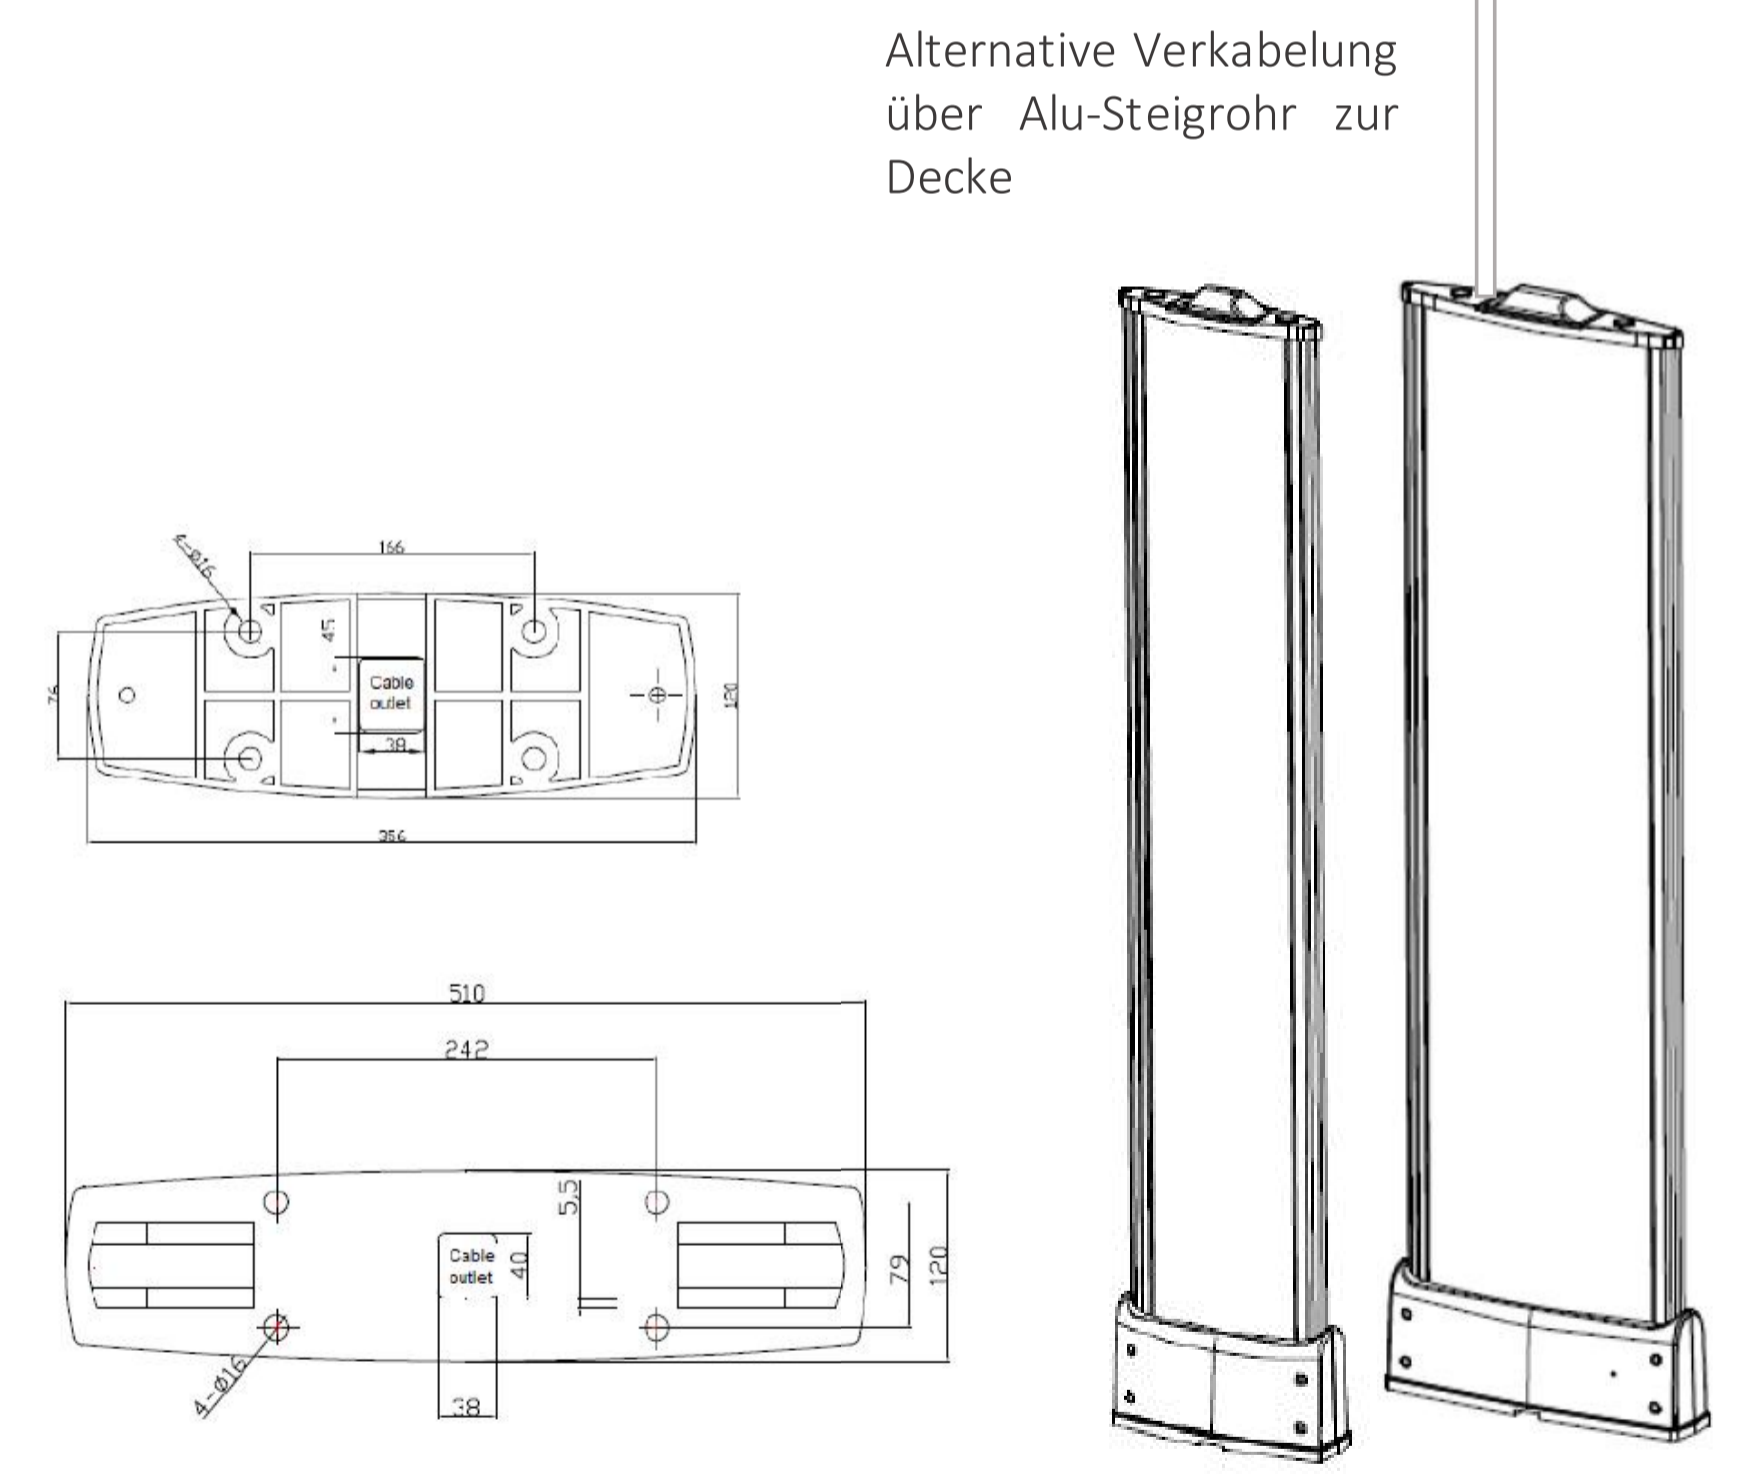 Alternative Verkabelung
über Alu-Steigrohr zur
Decke
4-ø16
166
45
Cable
outlet
76
120
38
356
510
242
5,5
Cable
outlet
40
79
120
4-ø16
38